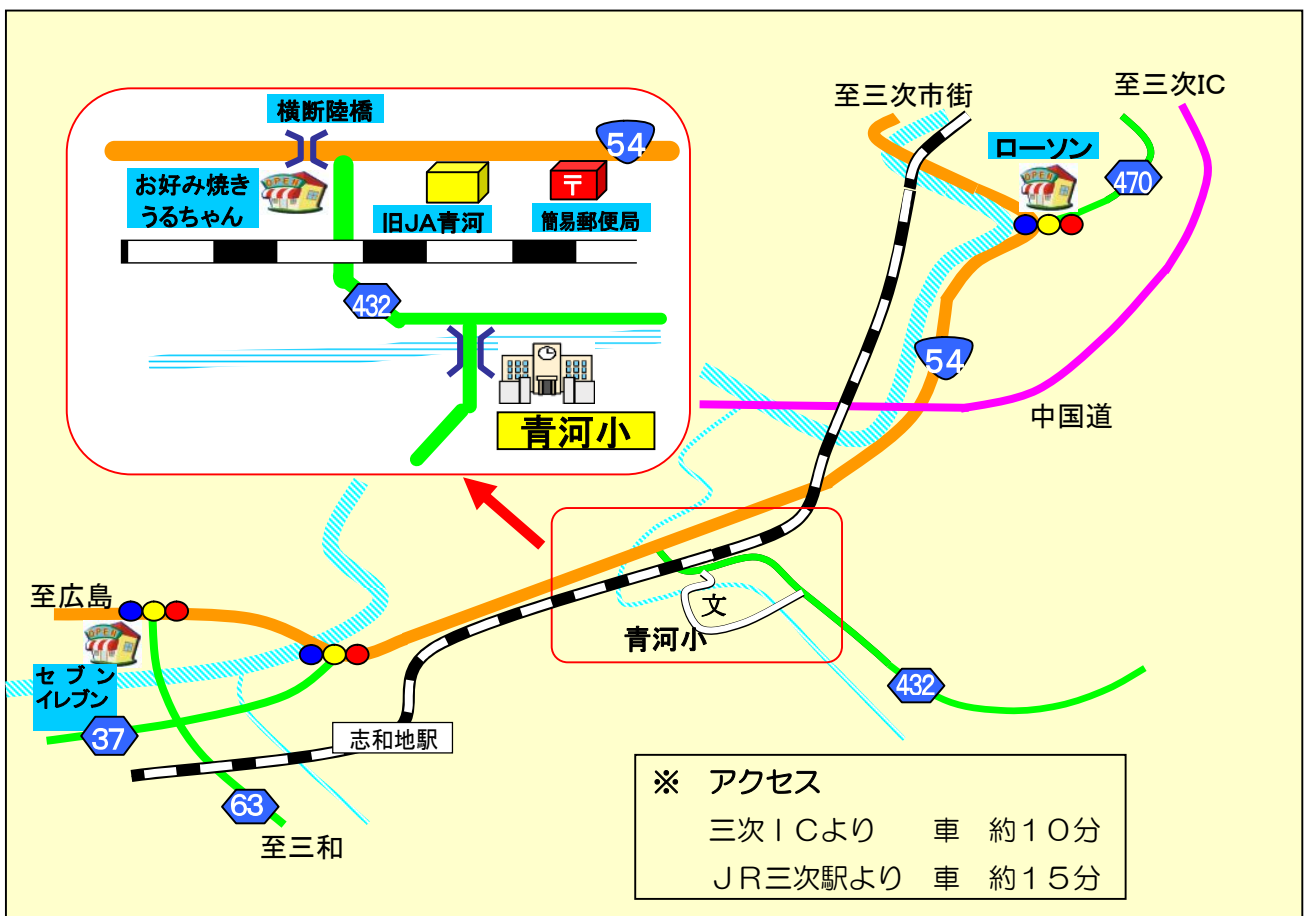 横断陸橋
54
お好み焼き
うるちゃん
OPEN
旧JA青河
〒
簡易郵便局
432
青河小
至三次市街
至三次IC
ローソン
OPEN
470
54
中国道
至広島
OPEN
セブン
イレブン
37
63
至三和
志和地駅
文
青河小
432
※ アクセス
三次ICより 車 約10分
JR三次駅より 車 約15分